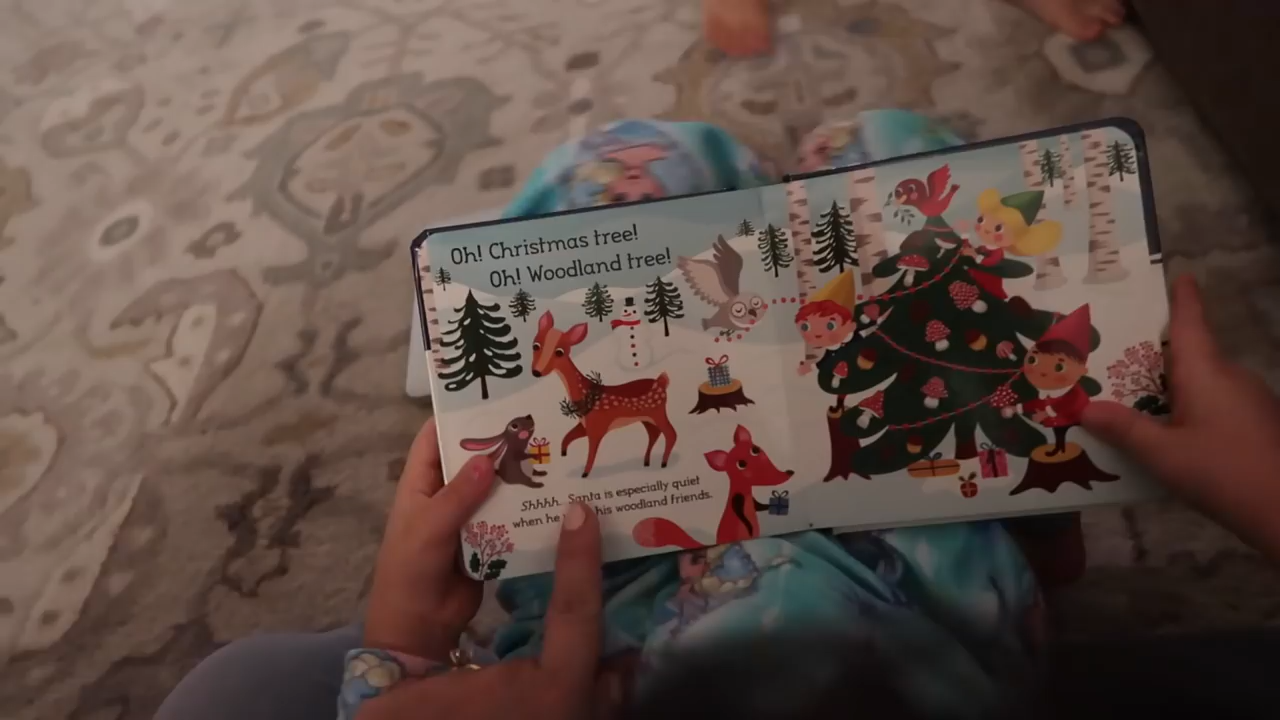 Oh! Christmas tree!
Oh! Woodland tree!
Shhhh. Santa is especially quiet
when he his woodland friends.